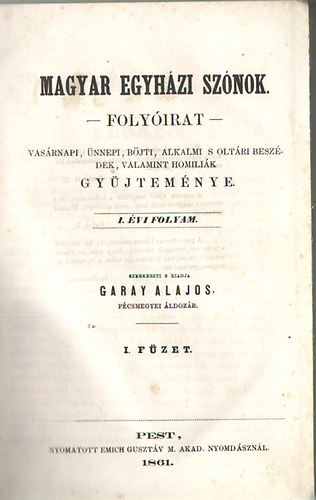 MAGYAR EGYHÁZI SZÓNOK.
— FOLYÓIRAT —
VASÁRNAPI, ÜNNEPI, BÖJTI, ALKALMI S OLTÁRI BESZÉ-
DEK, VALAMINT HOMILIÁK
GYÜJTEMÉNYE.
I. ÉVI FOLYAM.
SZERKESZTI S KIADJA
GARAY ALAJOS,
PÉCSMEGYEI ÁLDOZÁR.
I. FÜZET.
PEST,
NYOMATOTT EMICH GUSZTÁV M. AKAD. NYOMDÁSZNÁL.
1861.